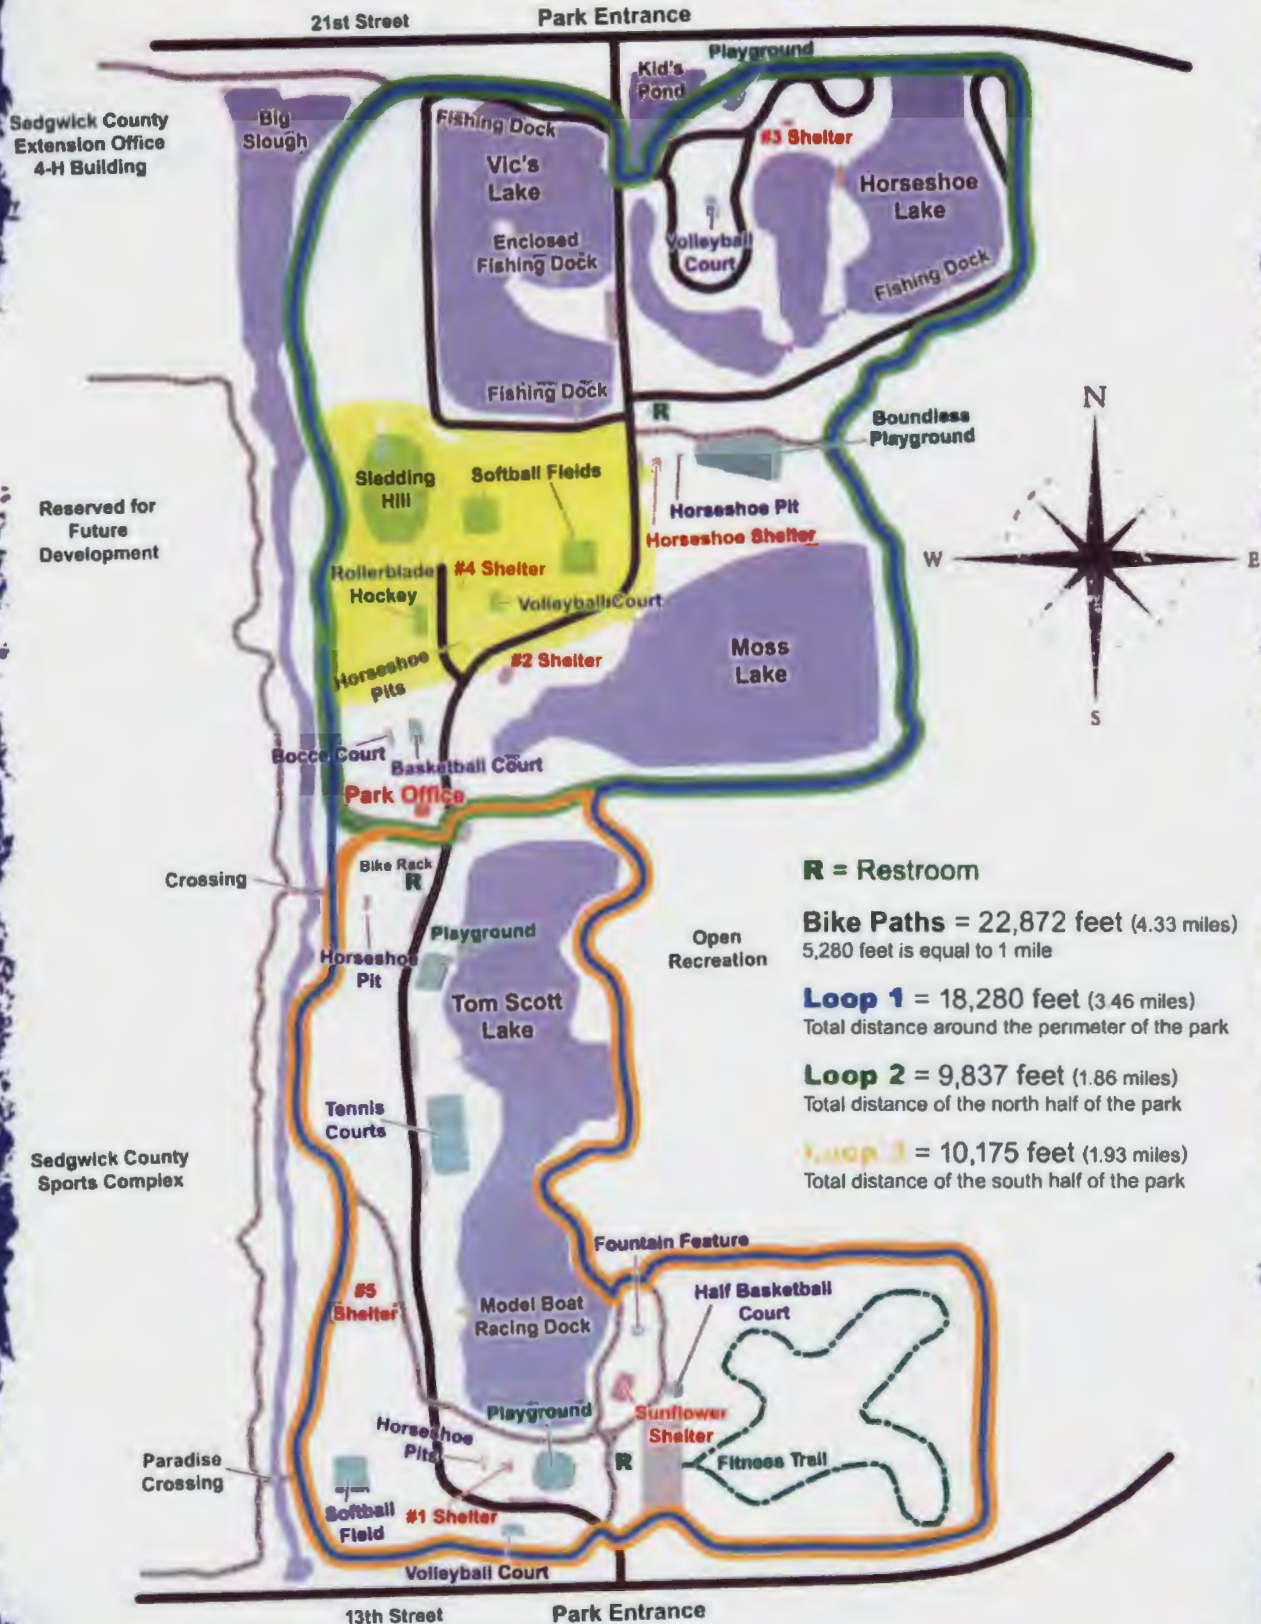 21st Street
Park Entrance
Playground
Kid's
Pond
Sedgwick County
Extension Office
4-H Building
Big
Slough
Fishing Dock
#3 Shelter
Vic's
Lake
Horseshoe
Lake
Enclosed
Fishing Dock
Volleyball
Court
Fishing Dock
Fishing Dock
R
Boundless
Playground
N
W
E
S
Sledding
Hill
Softball Fields
Horseshoe Pit
Horseshoe Shelter
Reserved for
Future
Development
Rollerblade
Hockey
#4 Shelter
Volleyball Court
Horseshoe
Pits
#2 Shelter
Moss
Lake
Bocce Court
Basketball Court
Park Office
Bike Rack
R
Crossing
Playground
Horseshoe
Pit
Open
Recreation
Tom Scott
Lake
R = Restroom
Bike Paths = 22,872 feet (4.33 miles)
5,280 feet is equal to 1 mile
Loop 1 = 18,280 feet (3.46 miles)
Total distance around the perimeter of the park
Loop 2 = 9,837 feet (1.86 miles)
Total distance of the north half of the park
Loop 3 = 10,175 feet (1.93 miles)
Total distance of the south half of the park
Tennis
Courts
Sedgwick County
Sports Complex
Fountain Feature
#5
Shelter
Model Boat
Racing Dock
Half Basketball
Court
Playground
Sunflower
Shelter
Horseshoe
Pits
R
Fitness Trail
Paradise
Crossing
Softball
Field
#1 Shelter
Volleyball Court
13th Street
Park Entrance